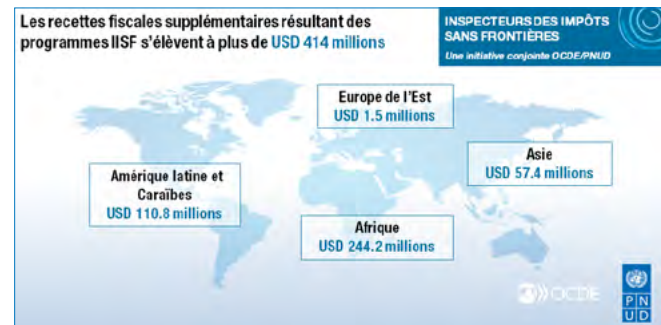 Les recettes fiscales supplémentaires résultant des
programmes IISF s'élèvent à plus de USD 414 millions
INSPECTEURS DES IMPÔTS
SANS FRONTIÈRES
Une initiative conjointe OCDE/PNUD
Europe de l'Est
USD 1.5 millions
Asie
USD 57.4 millions
Amérique latine et
Caraïbes
USD 110.8 millions
Afrique
USD 244.2 millions
OCDE
P N
U D